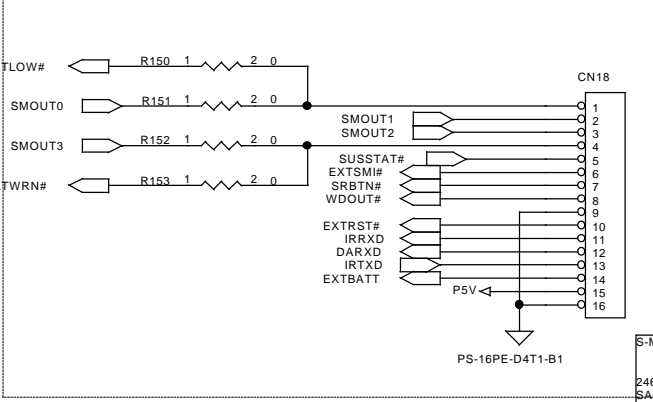 TLOW# R150 1 2 0
CN18
SMOUT0 R151 1 2 0
1
SMOUT1 2
SMOUT2 3
SMOUT3 R152 1 2 0
4
SUSSTAT# 5
EXTSMI# 6
TWRN# R153 1 2 0
SRBTN# 7
WDOUT# 8
9
EXTRST# 10
IRRXD 11
DARXD 12
IRTXD 13
EXTBATT 14
P5V 15
16
S-M
PS-16PE-D4T1-B1
246
SA